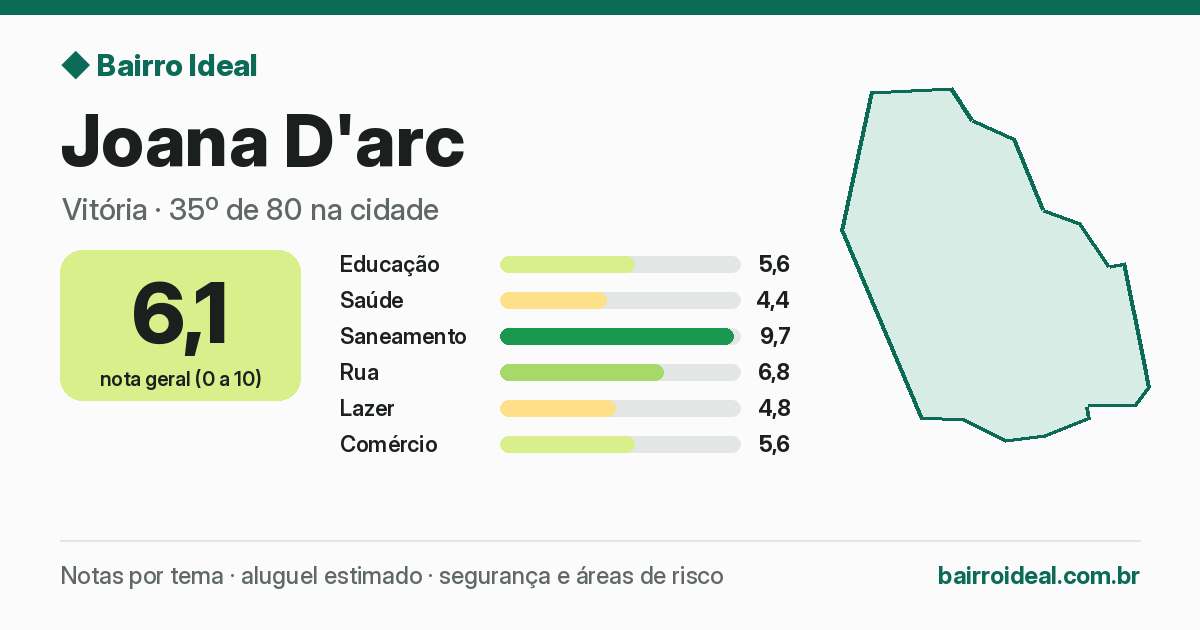 Bairro Ideal
Joana D'arc
Vitória · 35º de 80 na cidade
6,1
nota geral (0 a 10)
Educação 5,6
Saúde 4,4
Saneamento 9,7
Rua 6,8
Lazer 4,8
Comércio 5,6
Notas por tema · aluguel estimado · segurança e áreas de risco
bairroideal.com.br